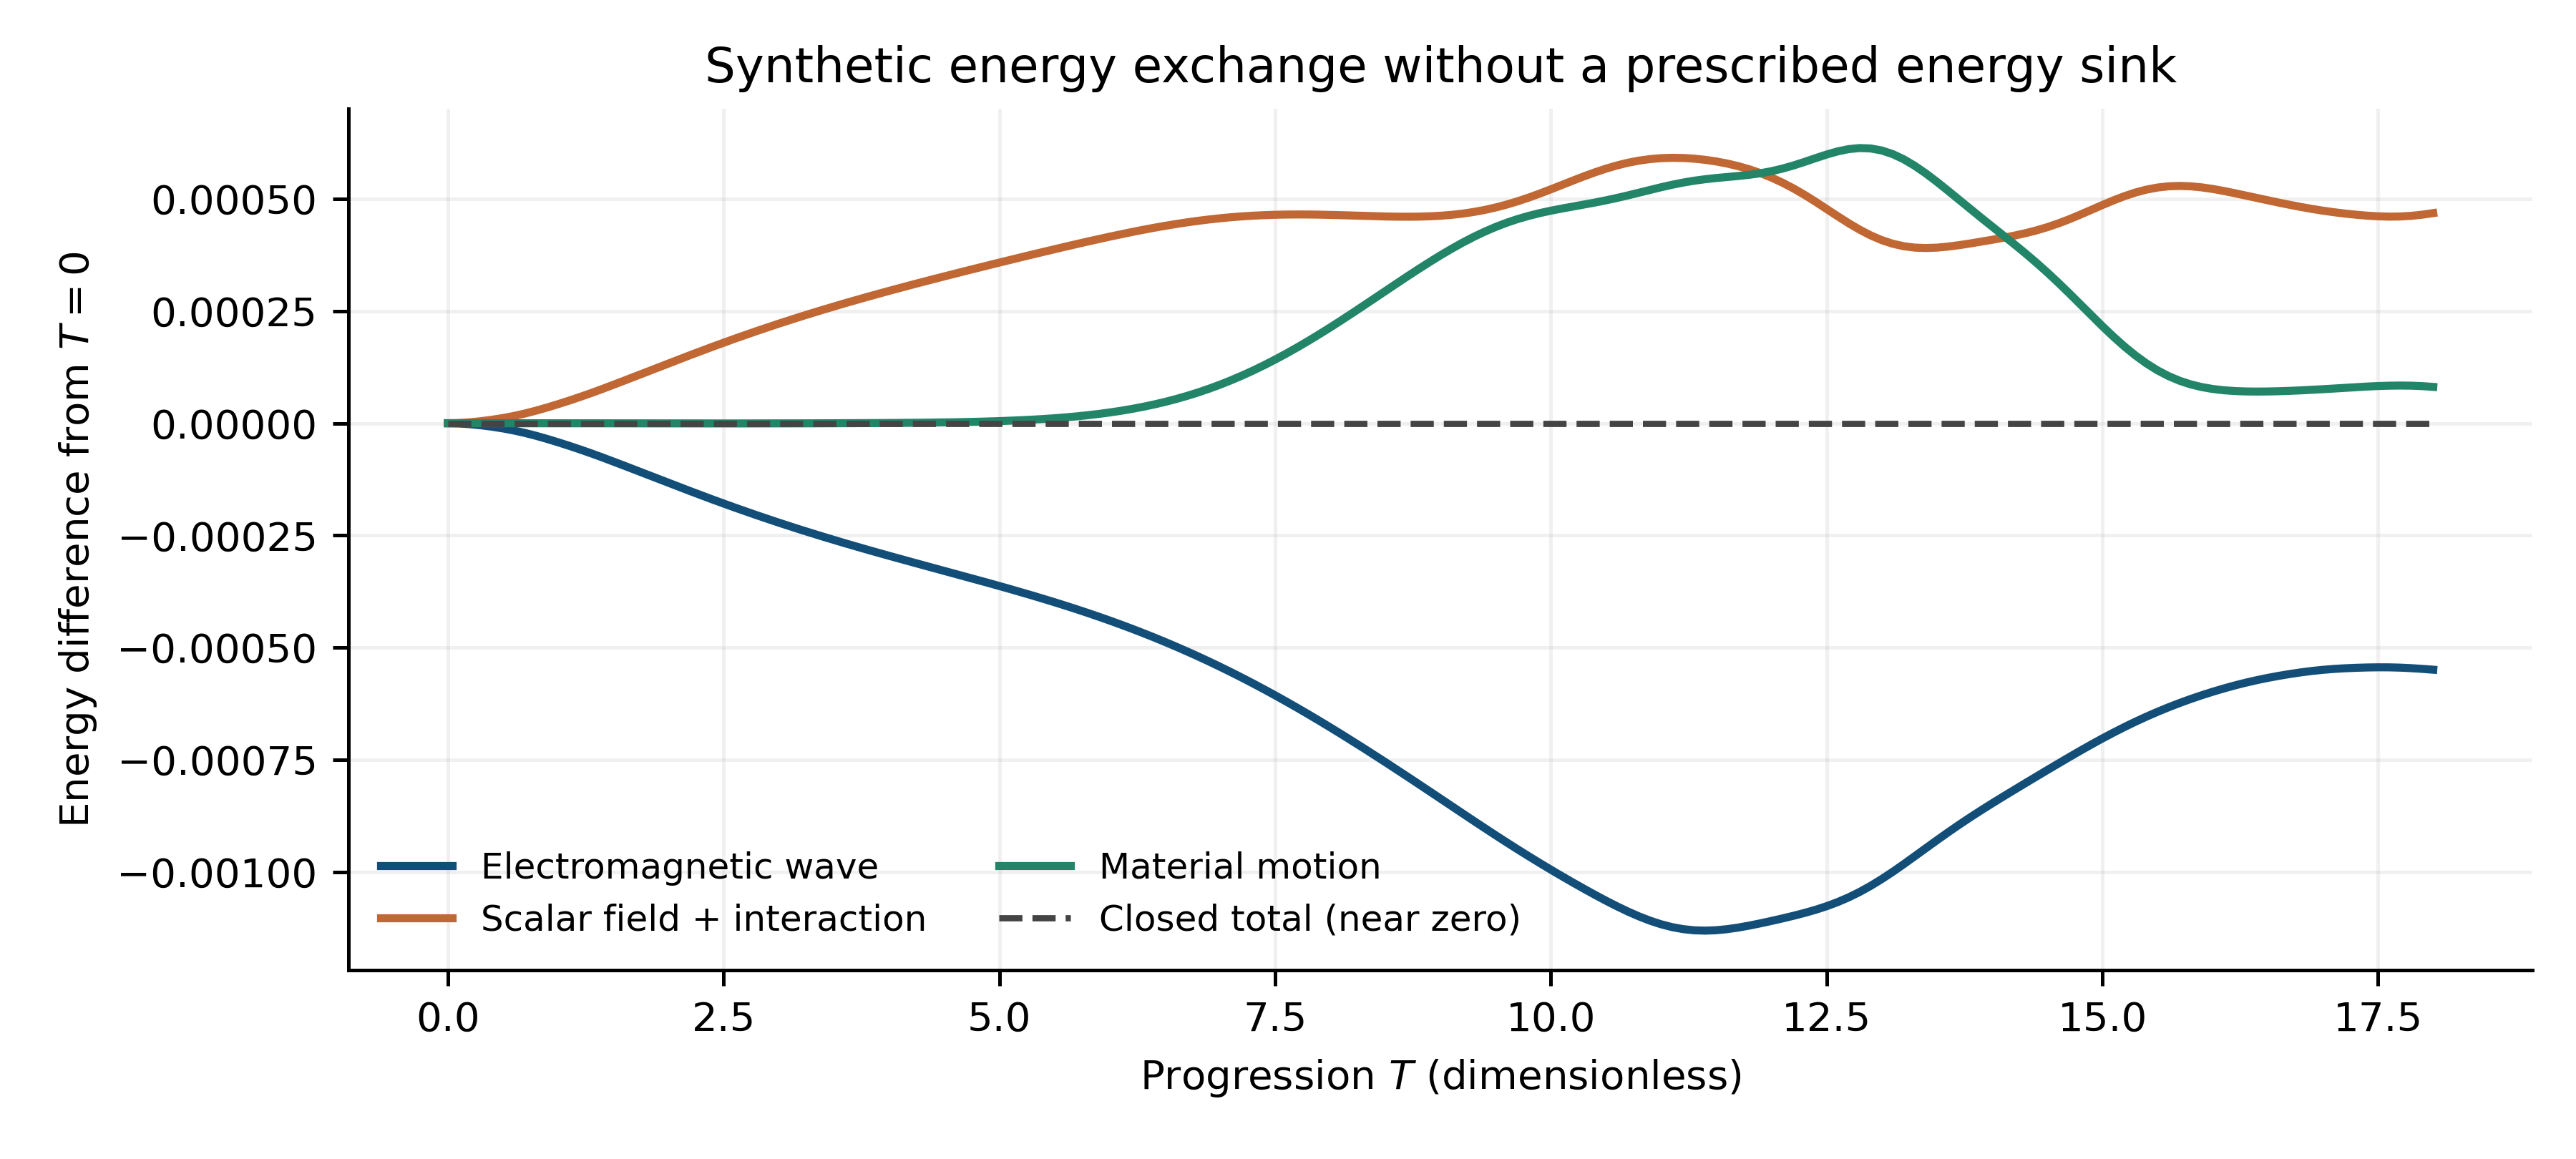 Synthetic energy exchange without a prescribed energy sink
Energy difference from T = 0
0.00050
0.00025
0.00000
−0.00025
−0.00050
−0.00075
−0.00100
Electromagnetic wave
Scalar field + interaction
Material motion
Closed total (near zero)
0.0 2.5 5.0 7.5 10.0 12.5 15.0 17.5
Progression T (dimensionless)